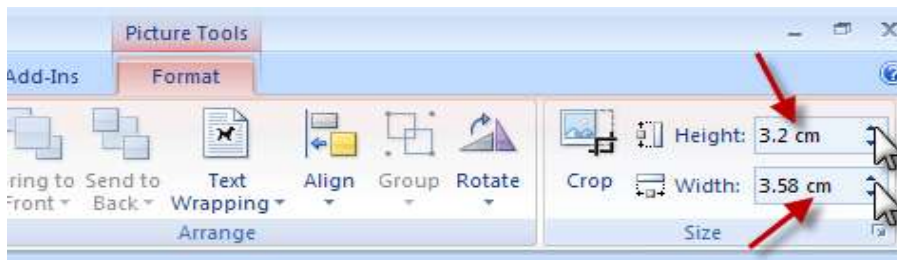 Picture Tools
Add-Ins Format
Height: 3.2 cm
ring to Send to Text Align Group Rotate Crop Width: 3.58 cm
Front Back Wrapping
Arrange Size